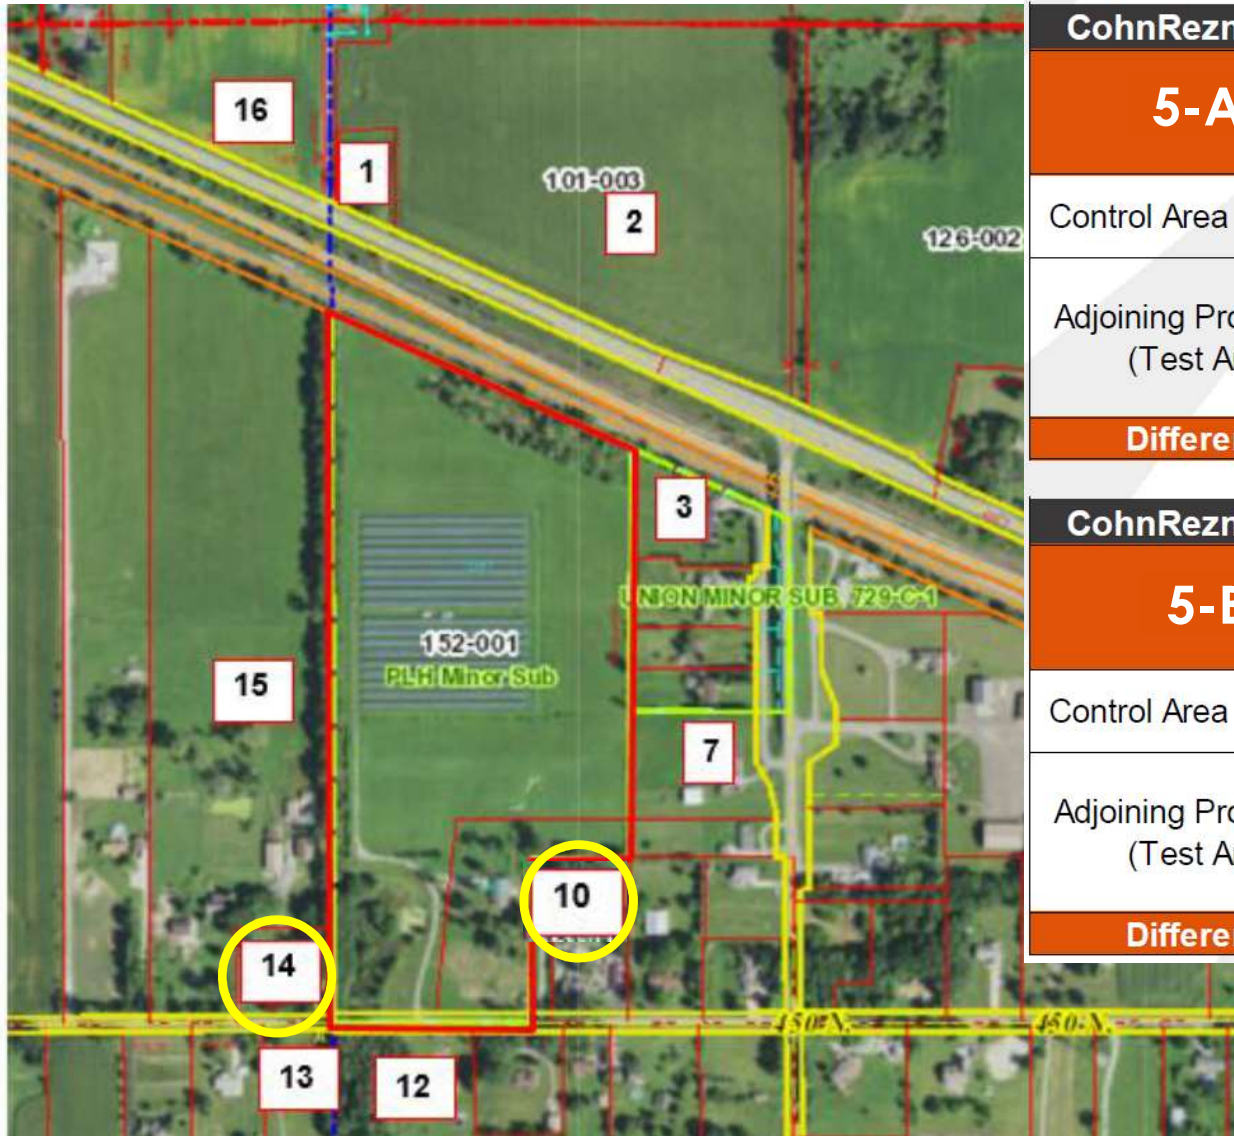 16
1
101-003
2
126-002
3
UNION MINOR SUB 729-C-1
152-001
PLH Minor Sub
15
7
10
14
450-N.
450-N.
13
12
CohnRezn
5-A
Control Area
Adjoining Pro
(Test A
Differe
CohnRezn
5-B
Control Area
Adjoining Pro
(Test A
Differe